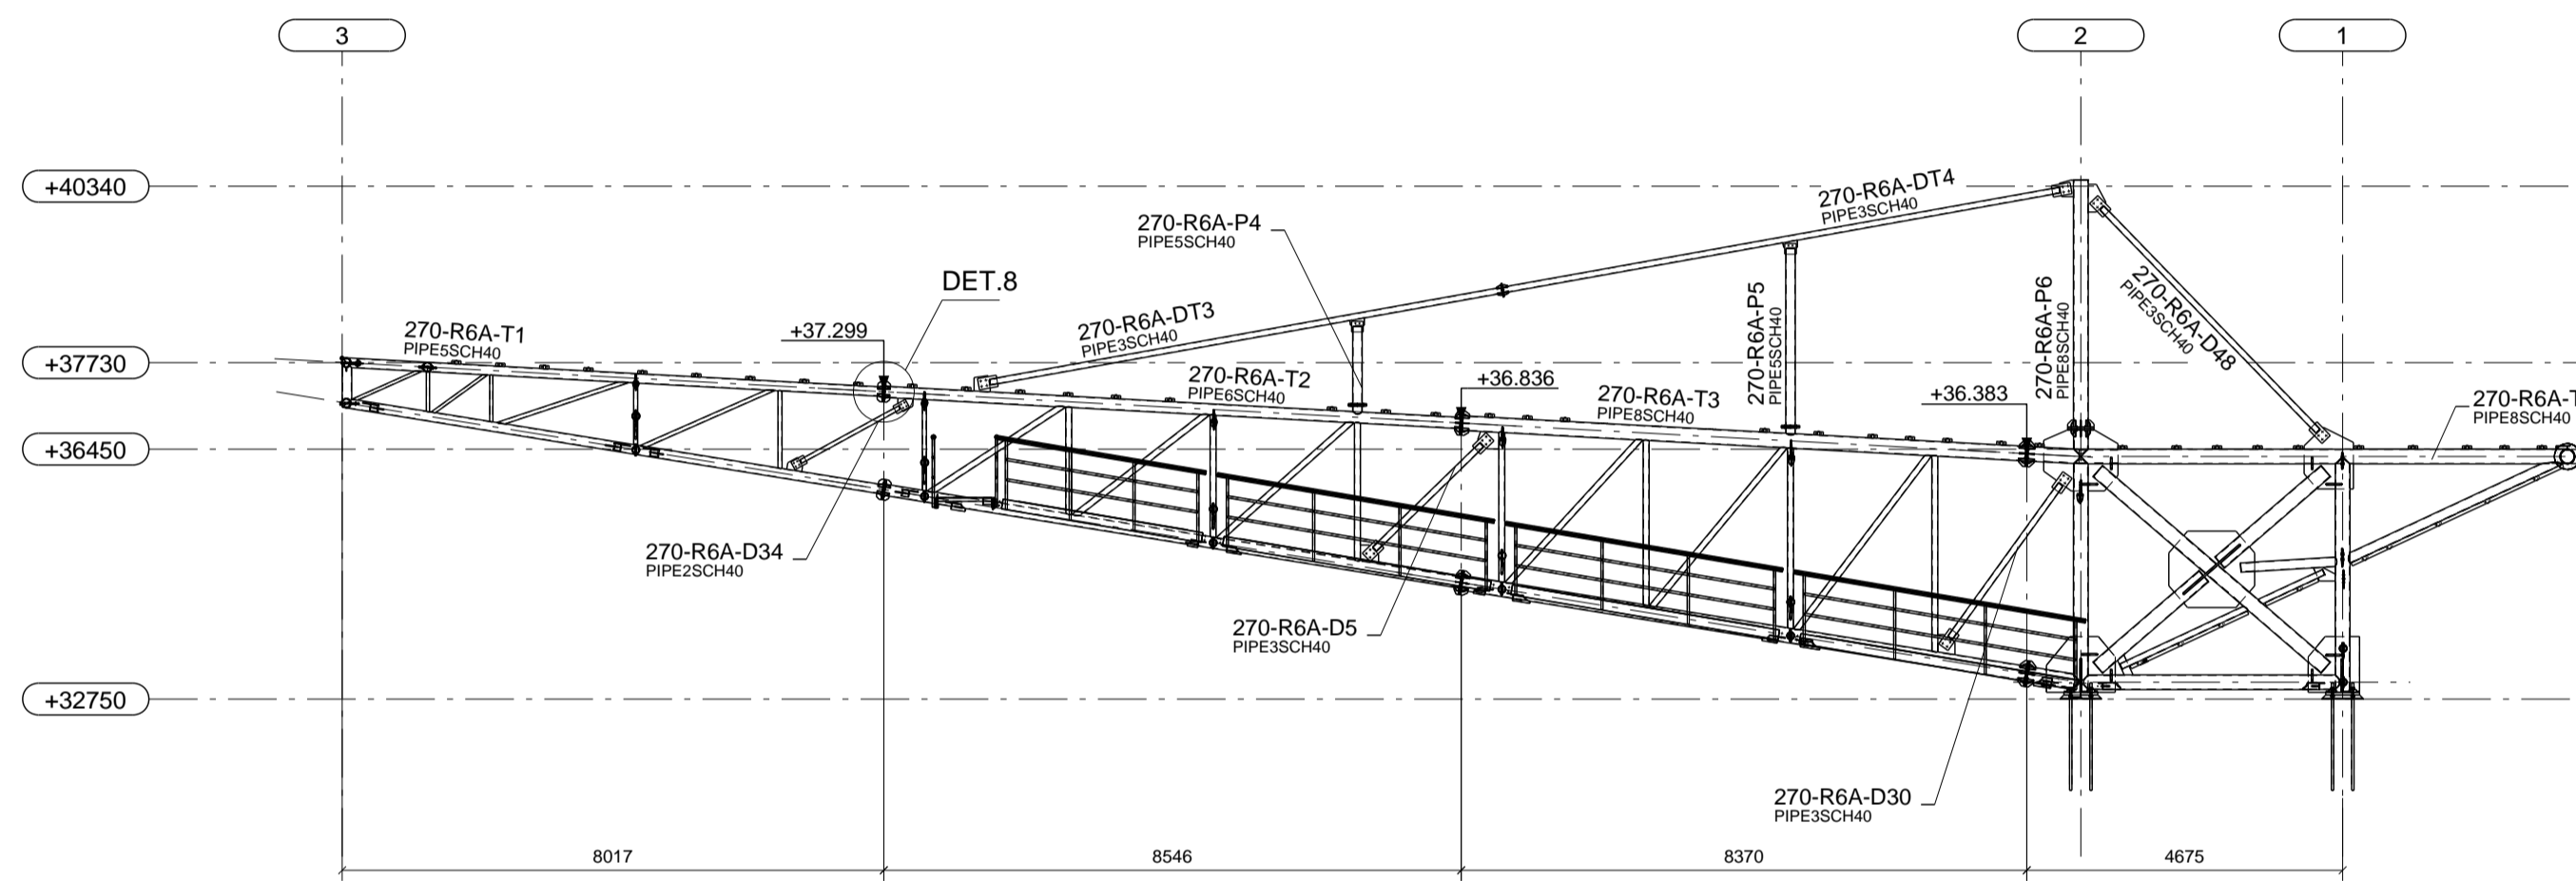 3
2
1
+40340
270-R6A-DT4
PIPE3SCH40
270-R6A-P4
PIPE5SCH40
DET.8
270-R6A-P5
PIPE5SCH40
270-R6A-P6
PIPE8SCH40
270-R6A-D48
PIPE3SCH40
270-R6A-DT3
PIPE3SCH40
270-R6A-T1
PIPE5SCH40
+37.299
+37730
270-R6A-T2
PIPE6SCH40
+36.836
270-R6A-T3
PIPE8SCH40
+36.383
270-R6A-T
PIPE8SCH40
+36450
270-R6A-D34
PIPE2SCH40
270-R6A-D5
PIPE3SCH40
+32750
270-R6A-D30
PIPE3SCH40
8017
8546
8370
4675